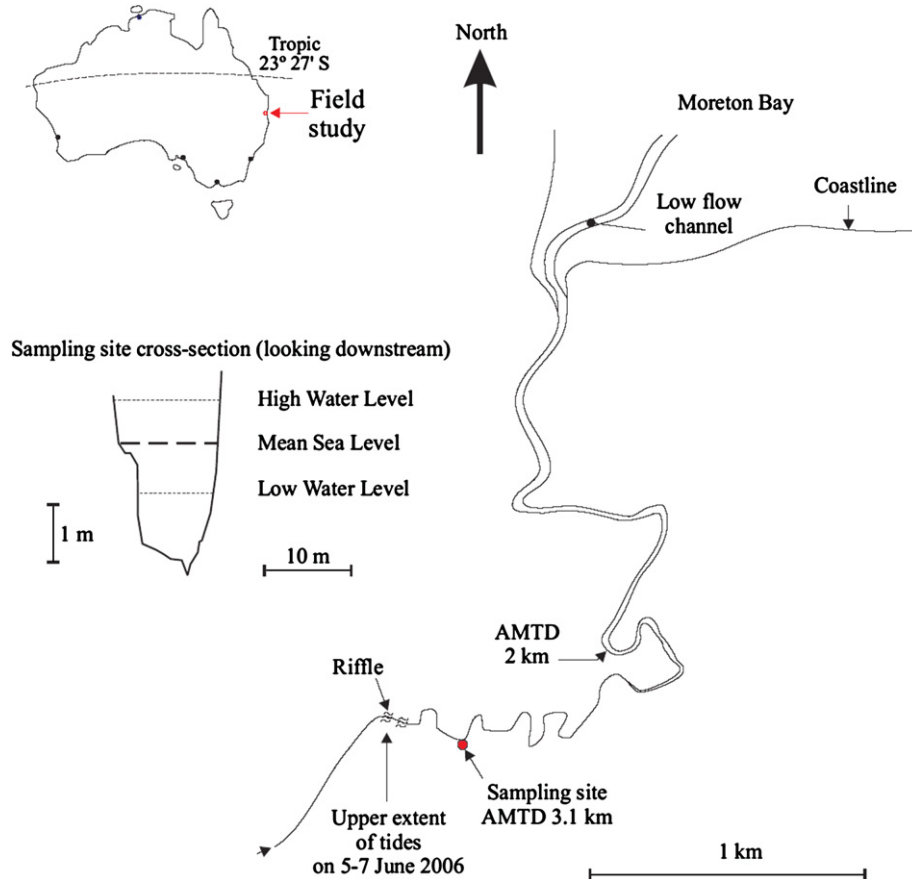 Tropic
23° 27' S
Field
study
North
Moreton Bay
Coastline
Low flow
channel
Sampling site cross-section (looking downstream)
High Water Level
Mean Sea Level
Low Water Level
1 m
10 m
AMTD
2 km
Riffle
Sampling site
AMTD 3.1 km
Upper extent
of tides
on 5-7 June 2006
1 km